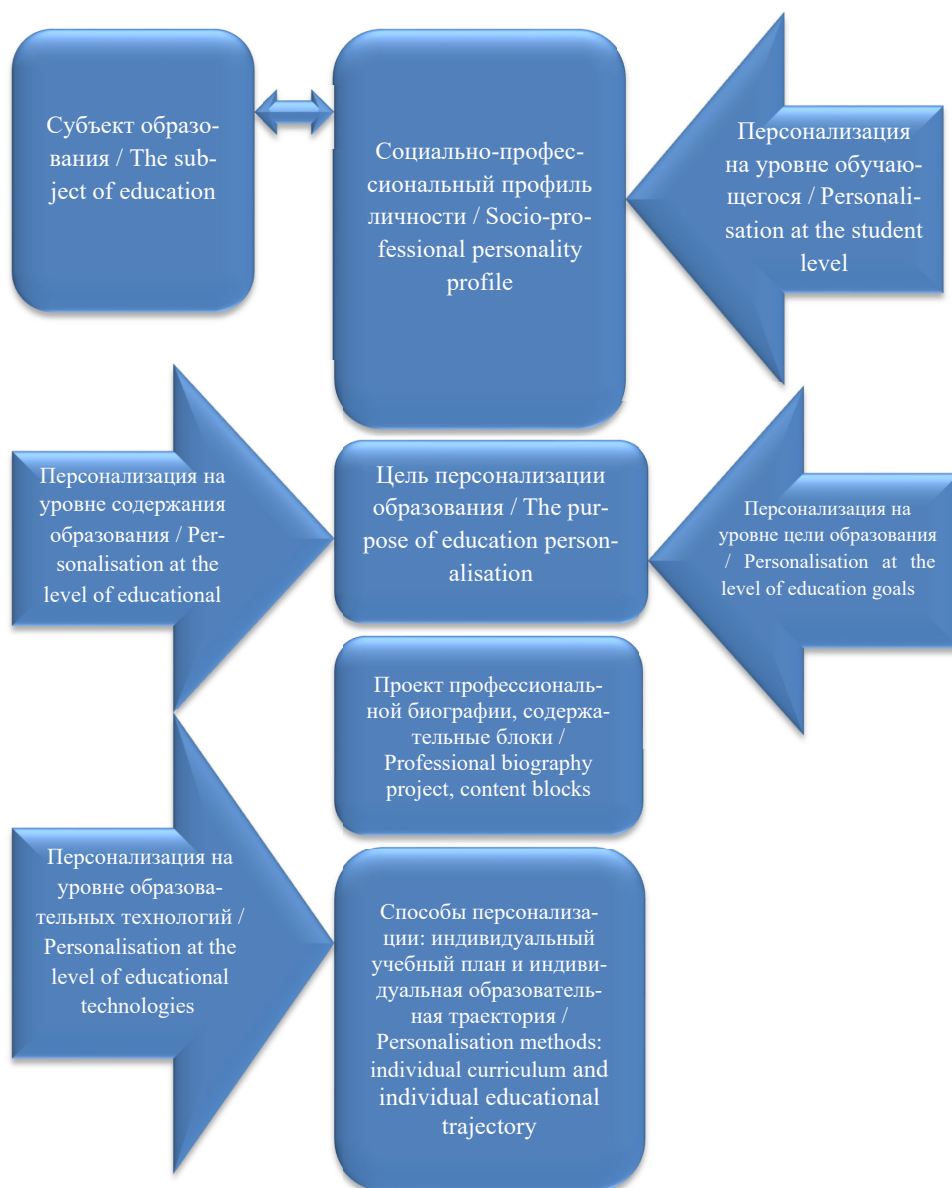 Субъект образо-
вания / The sub-
ject of education
Социально-профес-
сиональный профиль
личности / Socio-pro-
fessional personality
profile
Персонализация
на уровне обучаю-
щегося / Personali-
sation at the student
level
Персонализация на
уровне содержания
образования / Per-
sonalisation at the
level of educational
Цель персонализации
образования / The pur-
pose of education person-
alisation
Персонализация на
уровне цели образования
/ Personalisation at the
level of education goals
Проект профессиональ-
ной биографии, содержа-
тельные блоки /
Professional biography
project, content blocks
Персонализация на
уровне образова-
тельных технологий /
Personalisation at the
level of educational
technologies
Способы персонализа-
ции: индивидуальный
учебный план и индиви-
дуальная образователь-
ная траектория /
Personalisation methods:
individual curriculum and
individual educational
trajectory